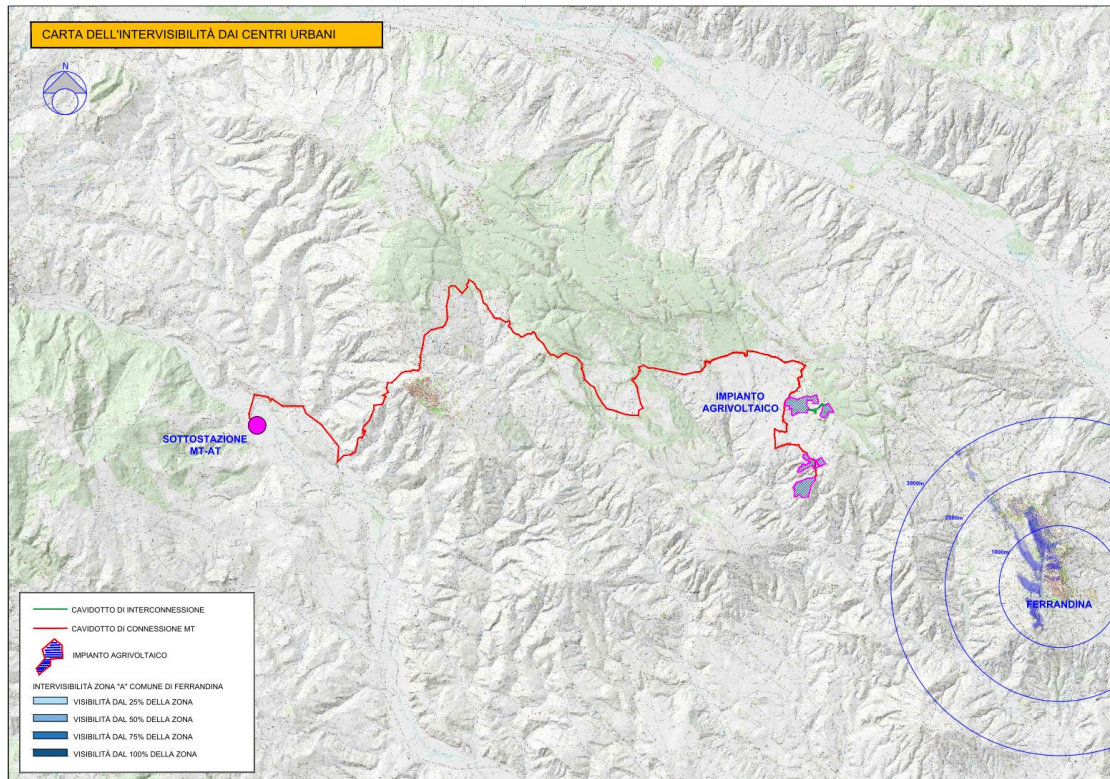 CARTA DELL'INTERVISIBILITÀ DAI CENTRI URBANI
N
IMPIANTO
AGRIVOLTAICO
SOTTOSTAZIONE
MT-AT
3000m
2000m
1000m
FERRANDINA
CAVIDOTTO DI INTERCONNESSIONE
CAVIDOTTO DI CONNESSIONE MT
IMPIANTO AGRIVOLTAICO
INTERVISIBILITÀ ZONA "A" COMUNE DI FERRANDINA
VISIBILITÀ DAL 25% DELLA ZONA
VISIBILITÀ DAL 50% DELLA ZONA
VISIBILITÀ DAL 75% DELLA ZONA
VISIBILITÀ DAL 100% DELLA ZONA